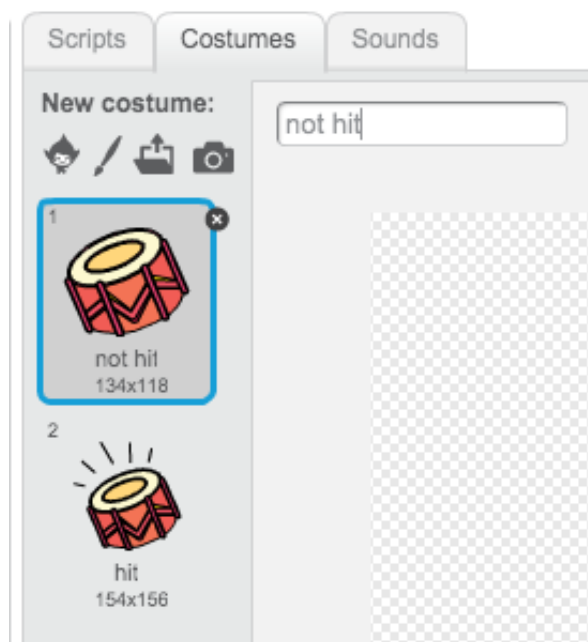 Scripts Costumes Sounds
New costume:
not hit
1
not hit
134x118
2
hit
154x156